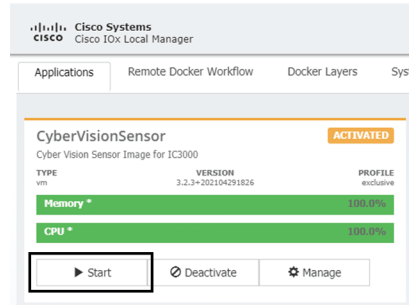 Cisco Systems
cisco Cisco IOx Local Manager
Applications Remote Docker Workflow Docker Layers Sys
CyberVisionSensor ACTIVATED
Cyber Vision Sensor Image for IC3000
TYPE VERSION PROFILE
vm 3.2.3+202104291826 exclusive
Memory * 100.0%
CPU * 100.0%
Start Deactivate Manage